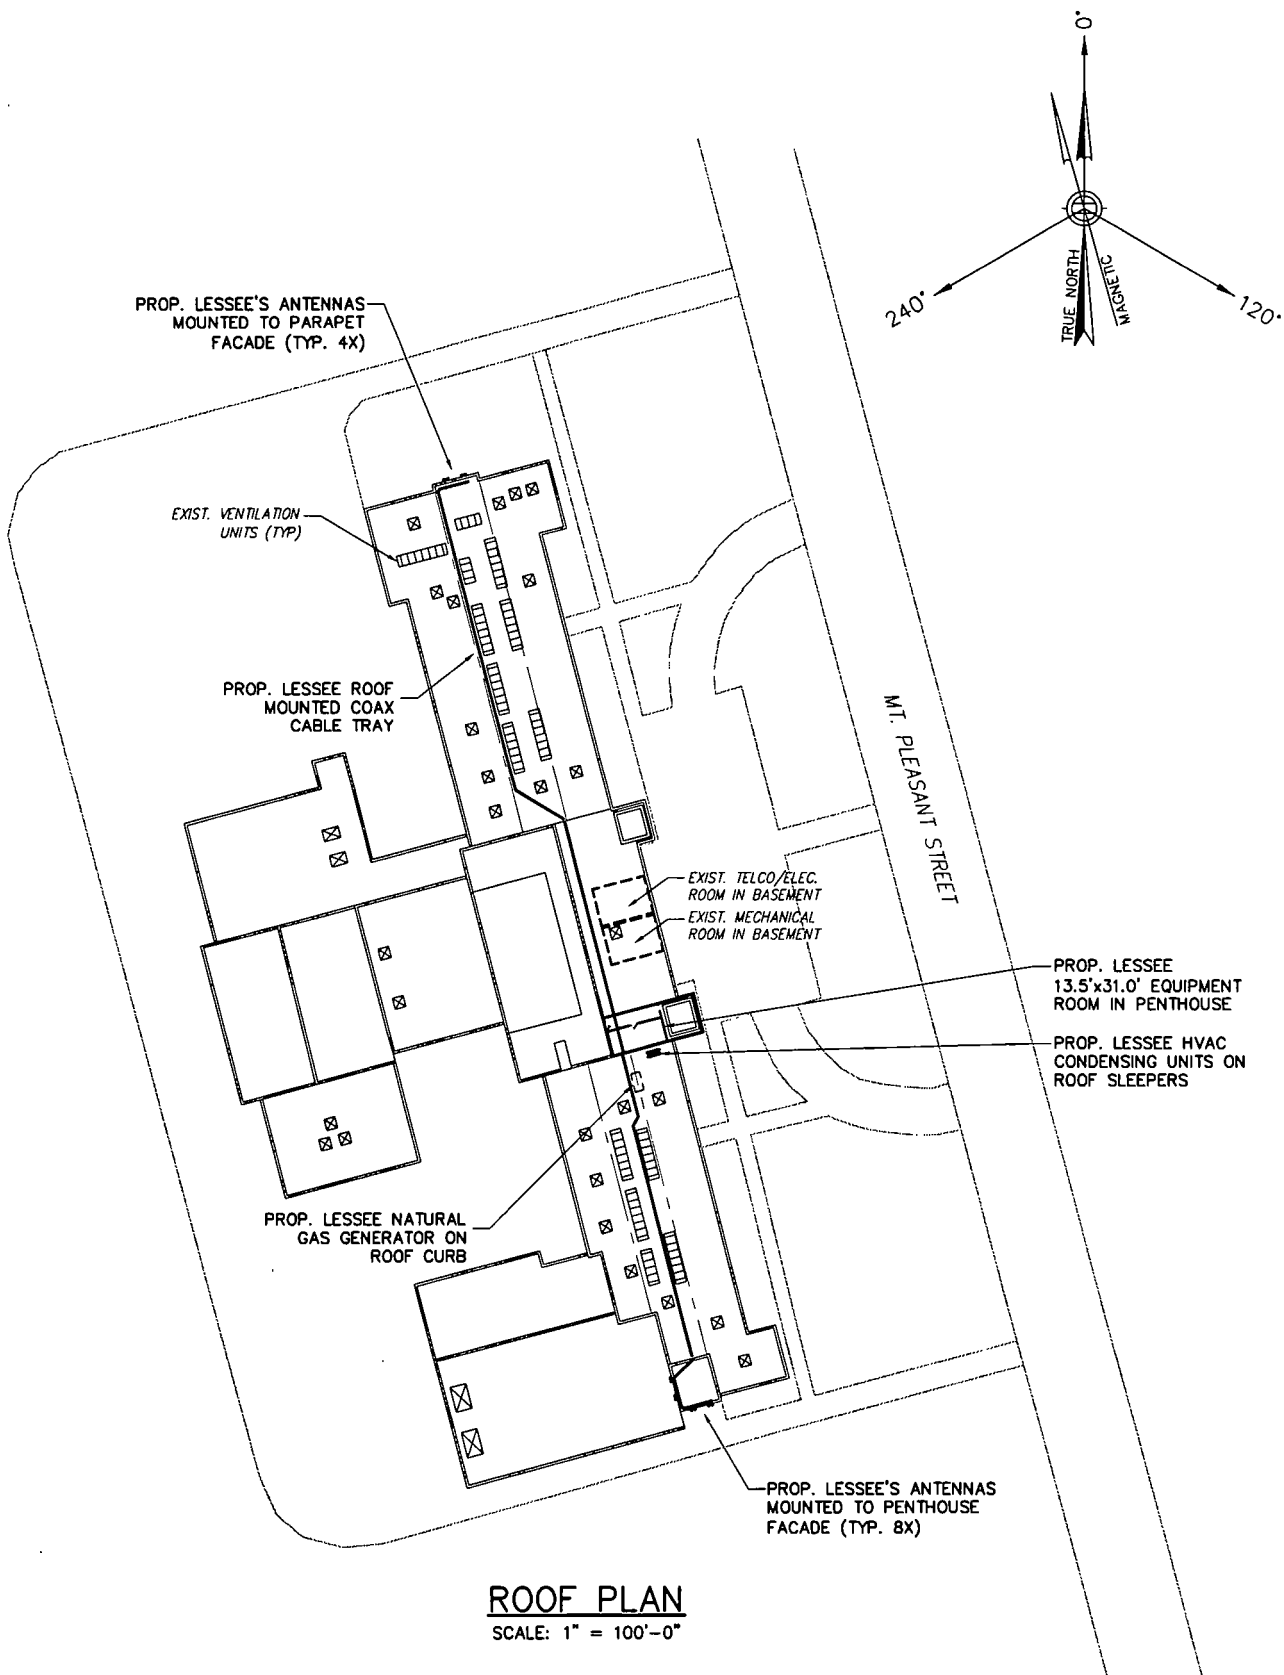 0°
TRUE NORTH
MAGNETIC
240°
120°
PROP. LESSEE'S ANTENNAS
MOUNTED TO PARAPET
FACADE (TYP. 4X)
EXIST. VENTILATION
UNITS (TYP)
PROP. LESSEE ROOF
MOUNTED COAX
CABLE TRAY
MT. PLEASANT STREET
EXIST. TELCO/ELEC.
ROOM IN BASEMENT
EXIST. MECHANICAL
ROOM IN BASEMENT
PROP. LESSEE
13.5'x31.0' EQUIPMENT
ROOM IN PENTHOUSE
PROP. LESSEE HVAC
CONDENSING UNITS ON
ROOF SLEEPERS
PROP. LESSEE NATURAL
GAS GENERATOR ON
ROOF CURB
PROP. LESSEE'S ANTENNAS
MOUNTED TO PENTHOUSE
FACADE (TYP. 8X)
ROOF PLAN
SCALE: 1" = 100'-0"